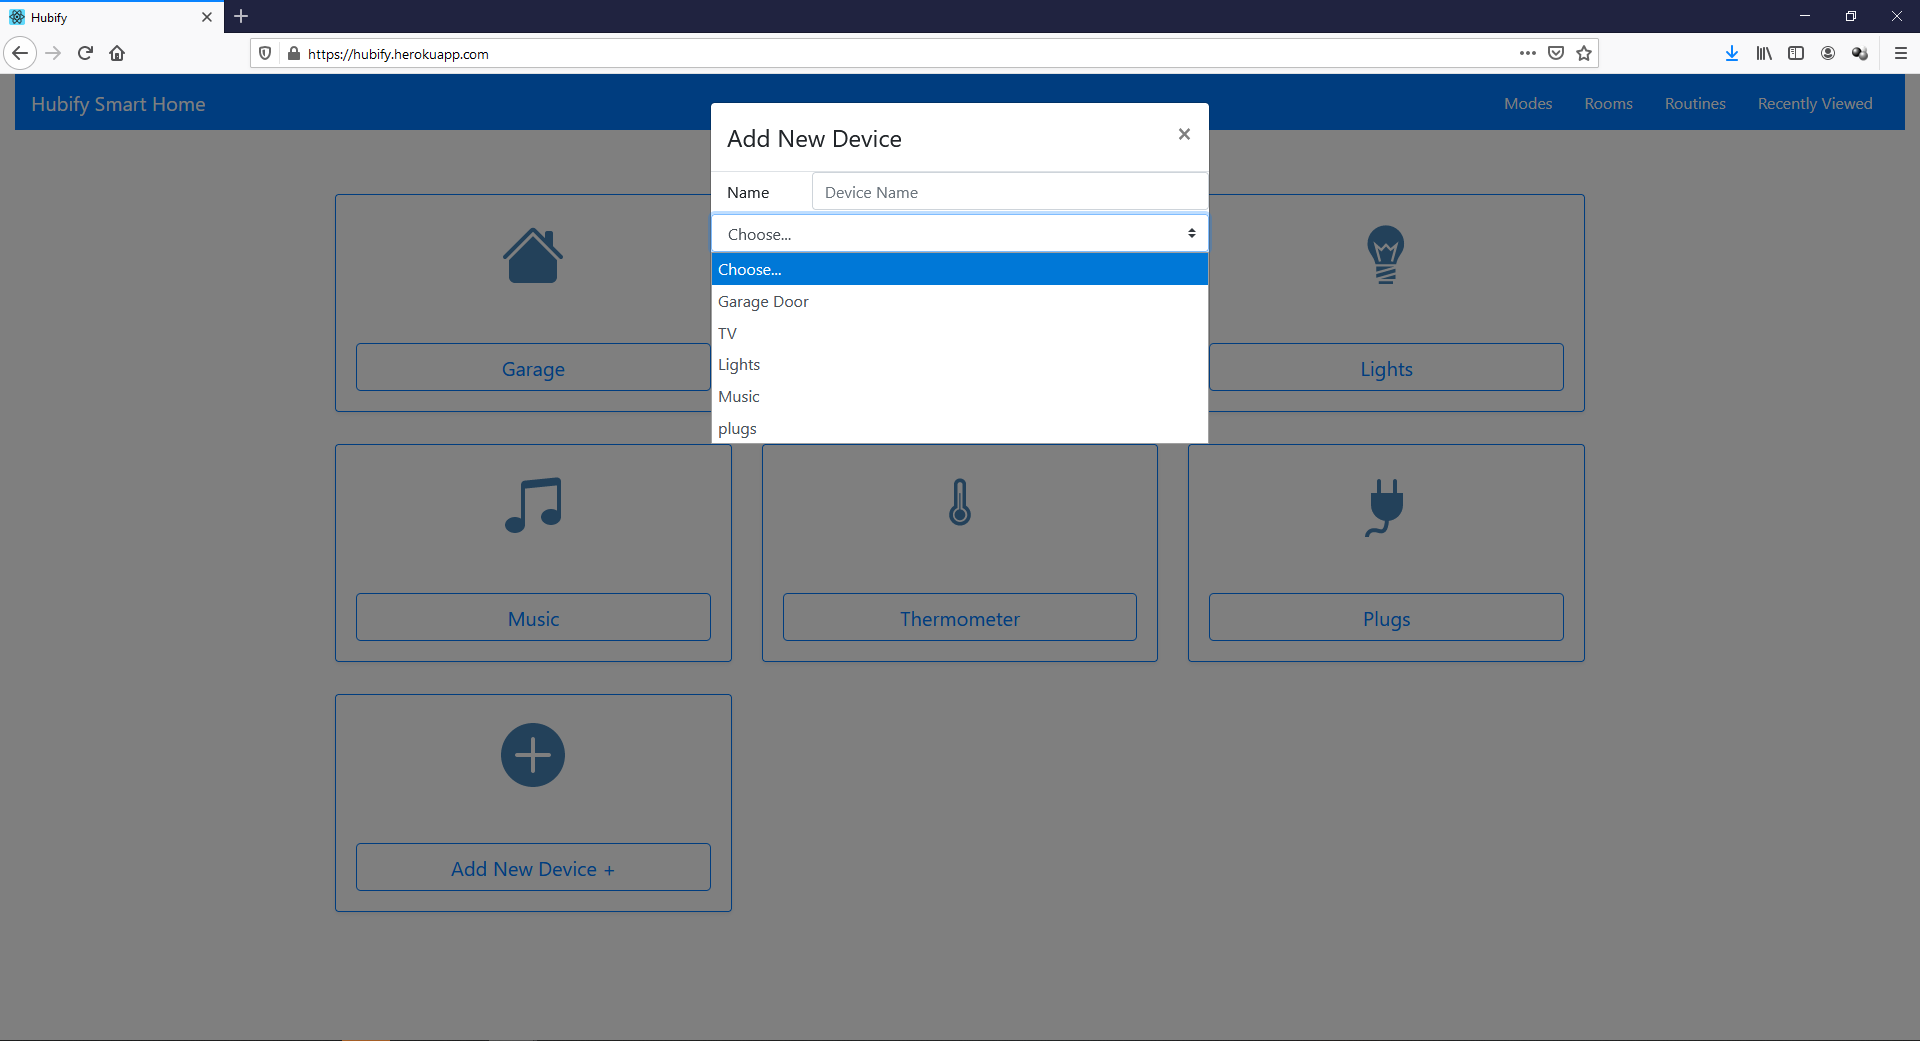 Hubify
https://hubify.herokuapp.com
Hubify Smart Home
Modes
Rooms
Routines
Recently Viewed
Add New Device
×
Name
Device Name
Choose...
Choose...
Garage Door
TV
Lights
Music
plugs
Garage
Lights
Music
Thermometer
Plugs
Add New Device +